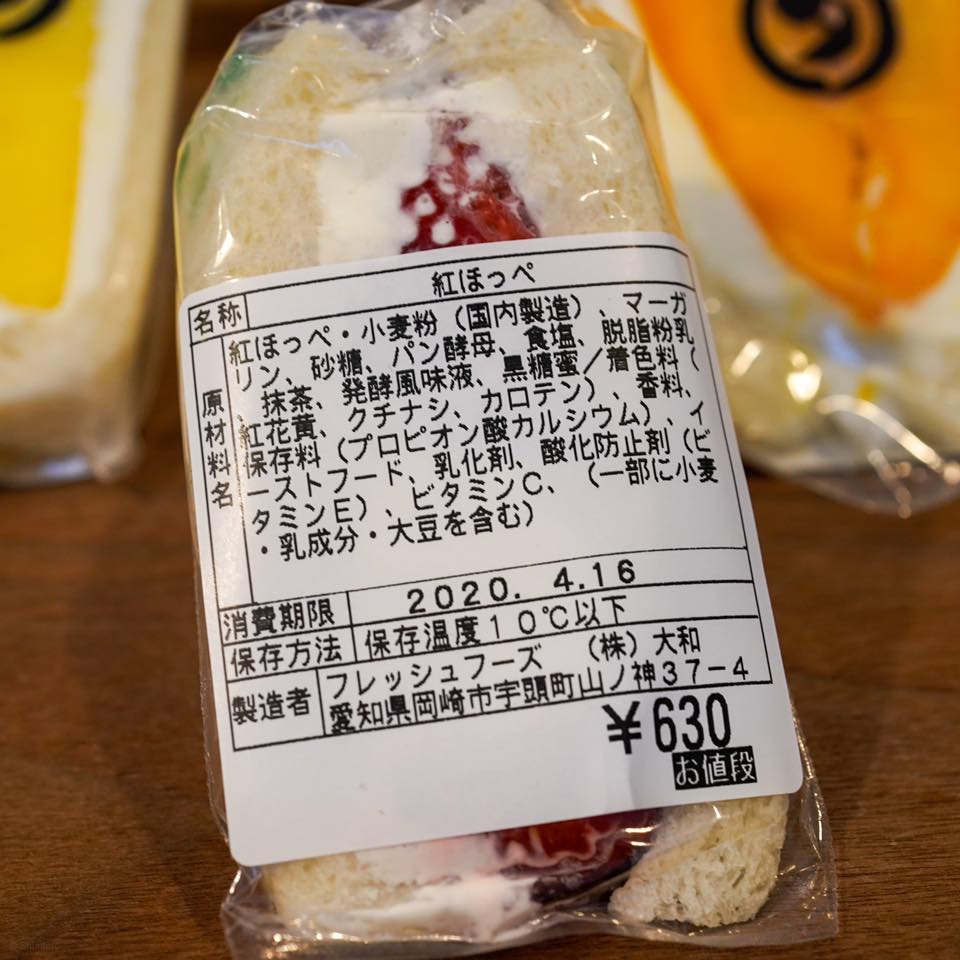 名称 紅ほっぺ
原材料名 紅ほっぺ・小麦粉（国内製造）、マーガ
リン、砂糖、パン酵母、食塩、脱脂粉乳
、抹茶、発酵風味液、黒糖蜜／着色料（
紅花黄、クチナシ、カロテン）、香料、
保存料（プロピオン酸カルシウム）、イ
ーストフード、乳化剤、酸化防止剤（ビ
タミンE）、ビタミンC、（一部に小麦
・乳成分・大豆を含む）
消費期限 2020. 4.16
保存方法 保存温度10℃以下
製造者 フレッシュフーズ （株）大和
愛知県岡崎市宇頭町山ノ神37-4
¥630
お値段